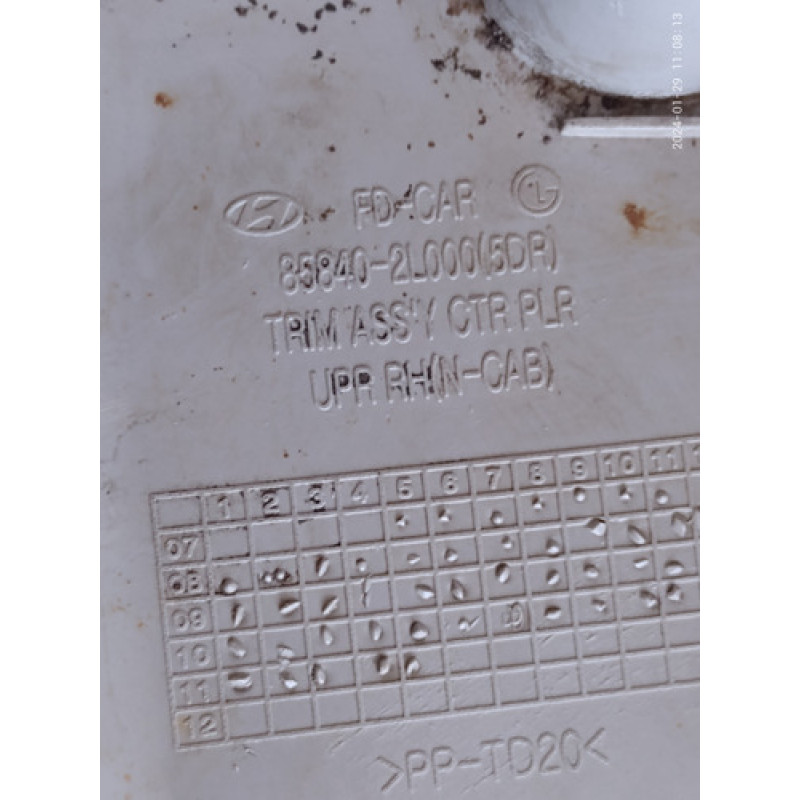 2024-01-29 11:08:13
FD-CAR LG
85840-2L000(5DR)
TRIM ASS'Y CTR PLR
UPR RH(N-CAB)
1 2 3 4 5 6 7 8 9 10 11
07
08
09
10
11
12
>PP-TD20<